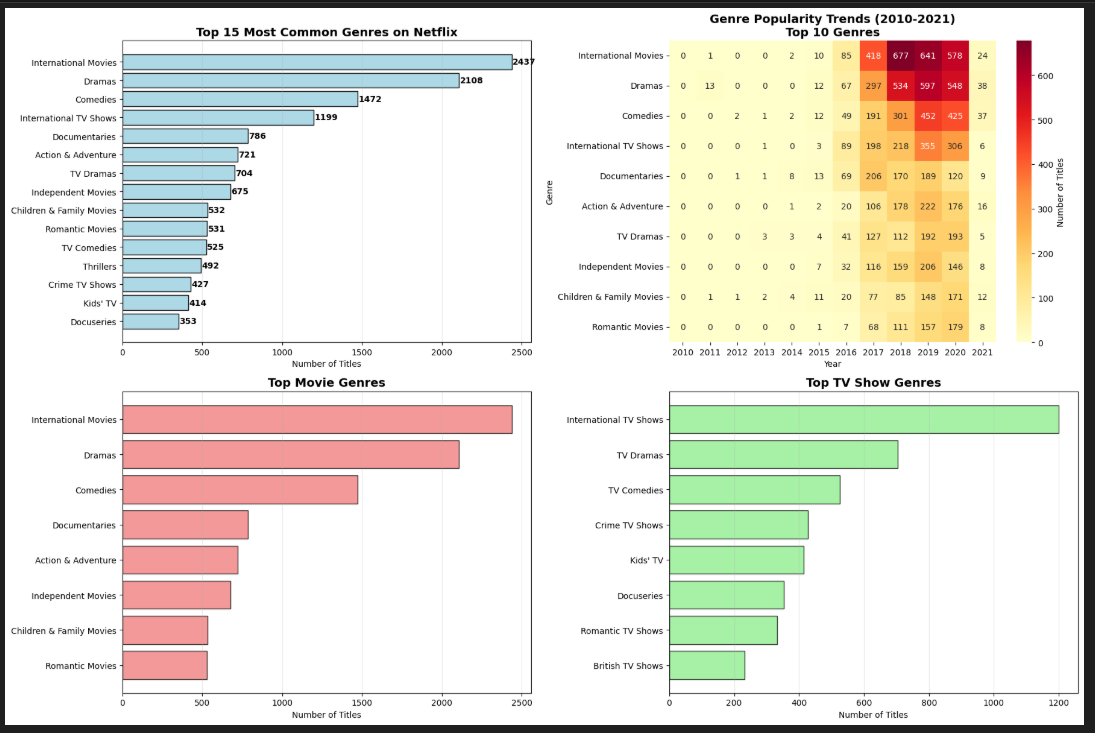 Top 15 Most Common Genres on Netflix
International Movies 2437
Dramas 2108
Comedies 1472
International TV Shows 1199
Documentaries 786
Action & Adventure 721
TV Dramas 704
Independent Movies 675
Children & Family Movies 532
Romantic Movies 531
TV Comedies 525
Thrillers 492
Crime TV Shows 427
Kids' TV 414
Docuseries 353
0 500 1000 1500 2000 2500
Number of Titles
Genre Popularity Trends (2010-2021)
Top 10 Genres
Genre
International Movies 0 1 0 0 2 10 85 418 677 641 578 24
Dramas 0 13 0 0 0 12 67 297 534 597 548 38
Comedies 0 0 2 1 2 12 49 191 301 452 425 37
International TV Shows 0 0 0 1 0 3 89 198 218 355 306 6
Documentaries 0 0 1 1 8 13 69 206 170 189 120 9
Action & Adventure 0 0 0 0 1 2 20 106 178 222 176 16
TV Dramas 0 0 0 3 3 4 41 127 112 192 193 5
Independent Movies 0 0 0 0 0 7 32 116 159 206 146 8
Children & Family Movies 0 1 1 2 4 11 20 77 85 148 171 12
Romantic Movies 0 0 0 0 0 1 7 68 111 157 179 8
2010 2011 2012 2013 2014 2015 2016 2017 2018 2019 2020 2021
Year
600
500
400
300
200
100
0
Number of Titles
Top Movie Genres
International Movies
Dramas
Comedies
Documentaries
Action & Adventure
Independent Movies
Children & Family Movies
Romantic Movies
0 500 1000 1500 2000 2500
Number of Titles
Top TV Show Genres
International TV Shows
TV Dramas
TV Comedies
Crime TV Shows
Kids' TV
Docuseries
Romantic TV Shows
British TV Shows
0 200 400 600 800 1000 1200
Number of Titles